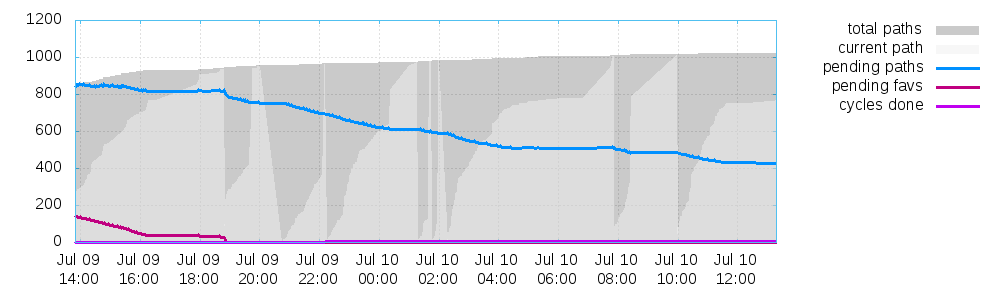 1200
1000
800
600
400
200
0
Jul 09 Jul 09 Jul 09 Jul 09 Jul 09 Jul 10 Jul 10 Jul 10 Jul 10 Jul 10 Jul 10 Jul 10
14:00 16:00 18:00 20:00 22:00 00:00 02:00 04:00 06:00 08:00 10:00 12:00
total paths
current path
pending paths
pending favs
cycles done